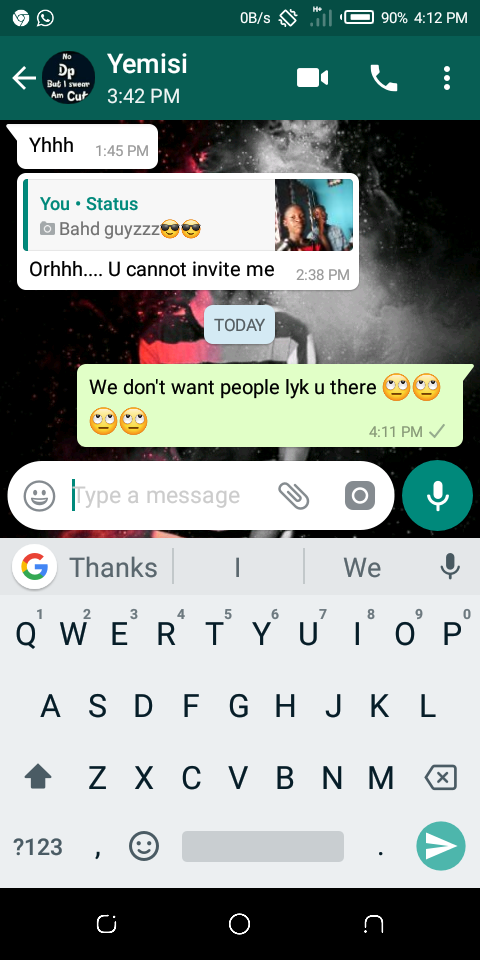 0B/s H+ 90% 4:12 PM
No
Dp
But I swear
Am Cut
Yemisi
3:42 PM
Yhhh 1:45 PM
You • Status
Bahd guyzzz😎😎
Orhhh.... U cannot invite me 2:38 PM
TODAY
We don't want people lyk u there 🙄🙄
🙄🙄
4:11 PM
Type a message
G Thanks I We
1 2 3 4 5 6 7 8 9 0
Q W E R T Y U I O P
A S D F G H J K L
Z X C V B N M
?123 , .